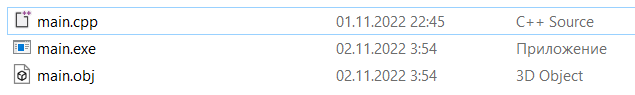 main.cpp 01.11.2022 22:45 C++ Source
main.exe 02.11.2022 3:54 Приложение
main.obj 02.11.2022 3:54 3D Object